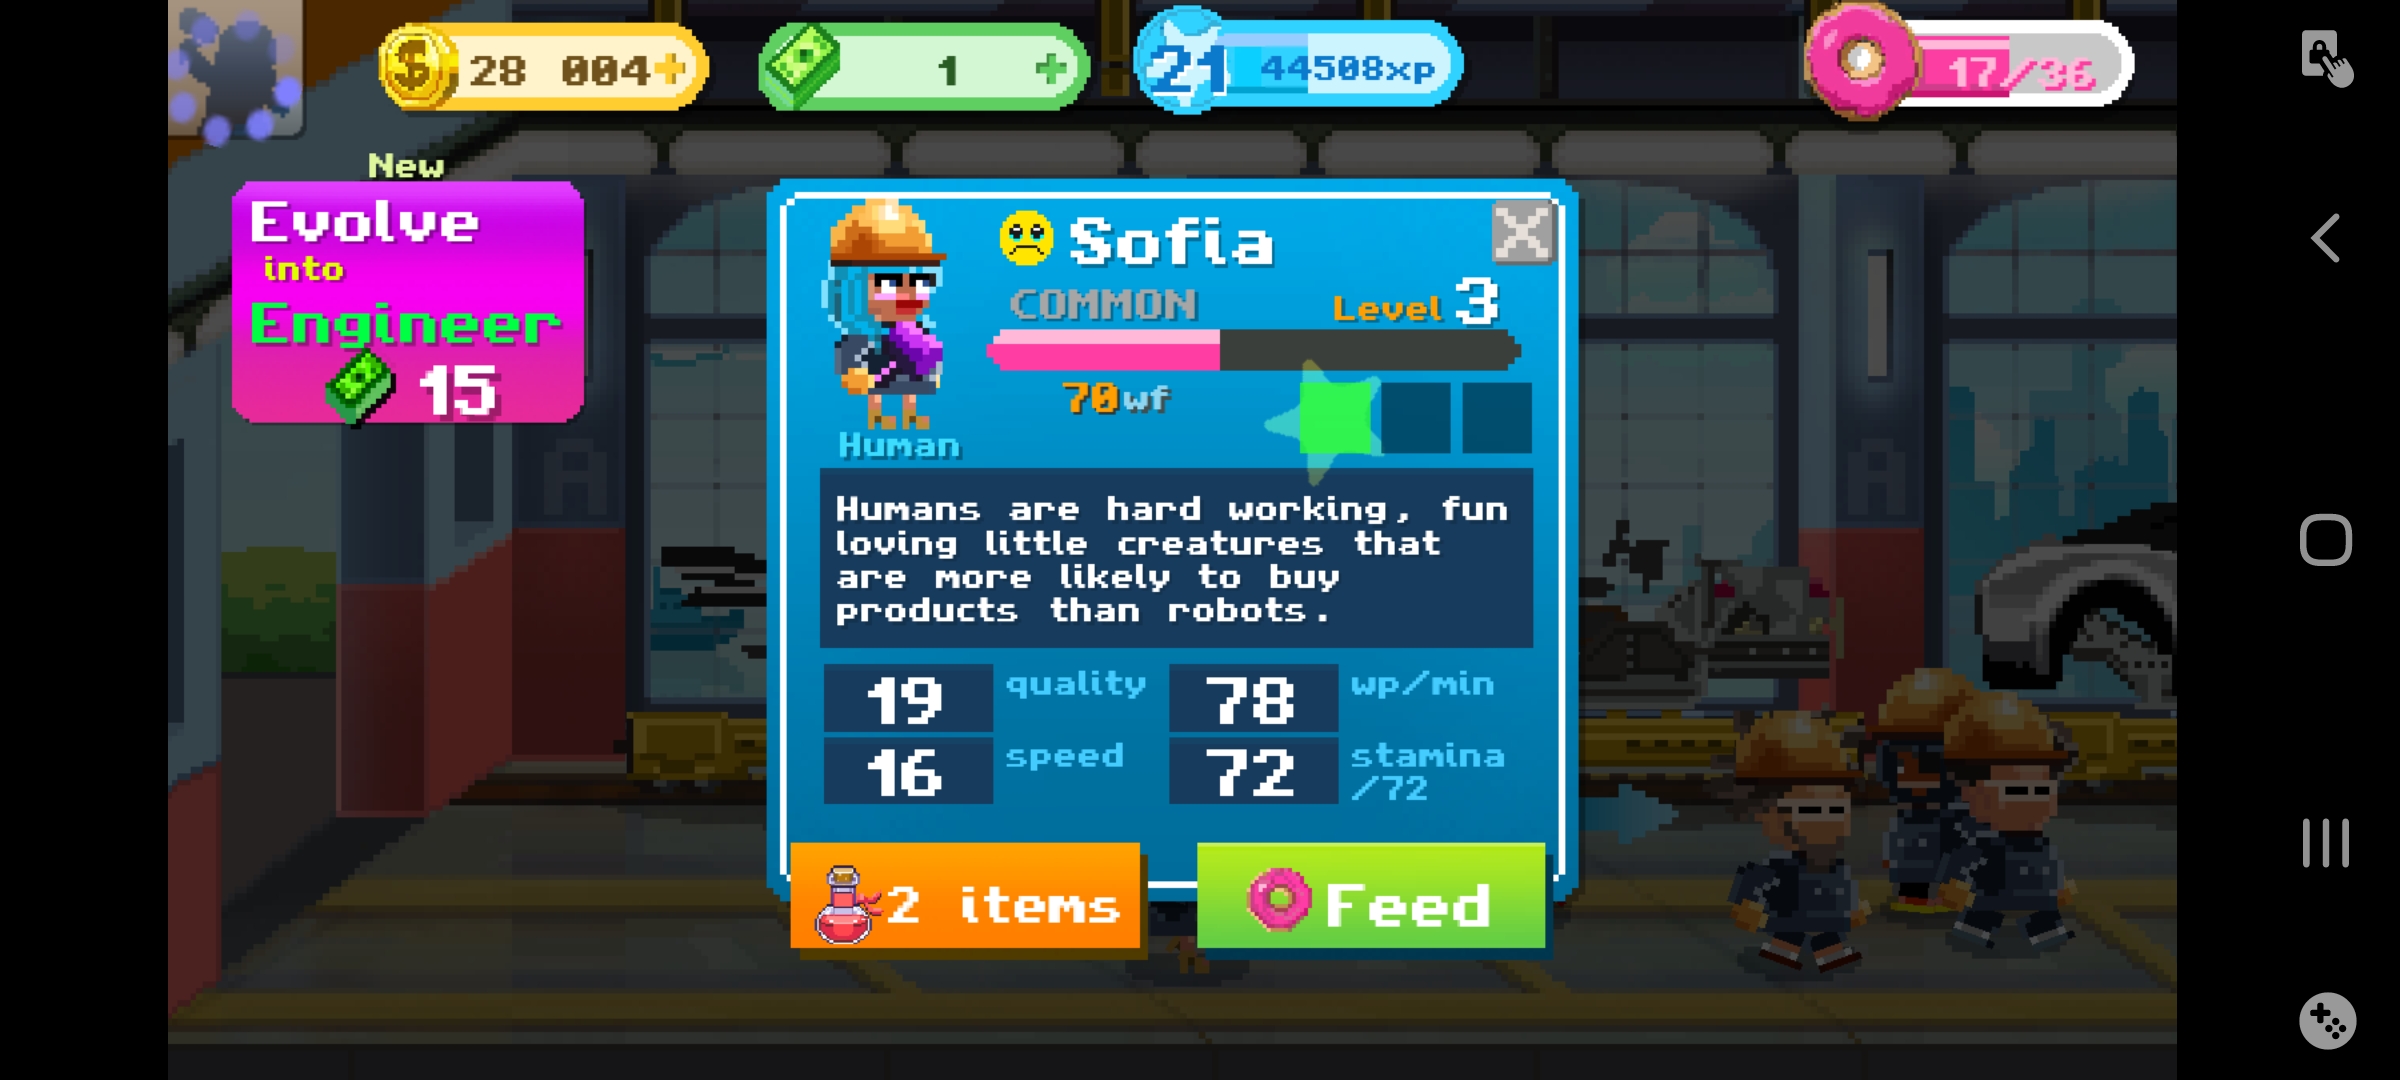 28 004+
1 +
21 44508xp
17/36
New
Evolve
into
Engineer
15
Sofia
COMMON
Level 3
70wf
Human
Humans are hard working, fun
loving little creatures that
are more likely to buy
products than robots.
19 quality
78 wp/min
16 speed
72 stamina
/72
2 items
Feed
A
A